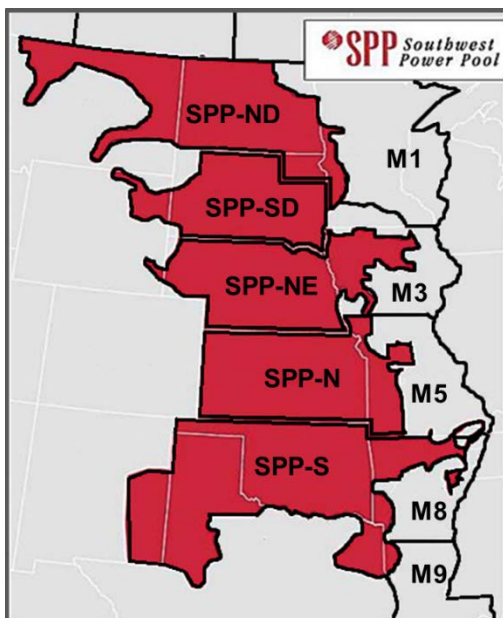 SPP Southwest
Power Pool
SPP-ND
M1
SPP-SD
SPP-NE
M3
SPP-N
M5
SPP-S
M8
M9